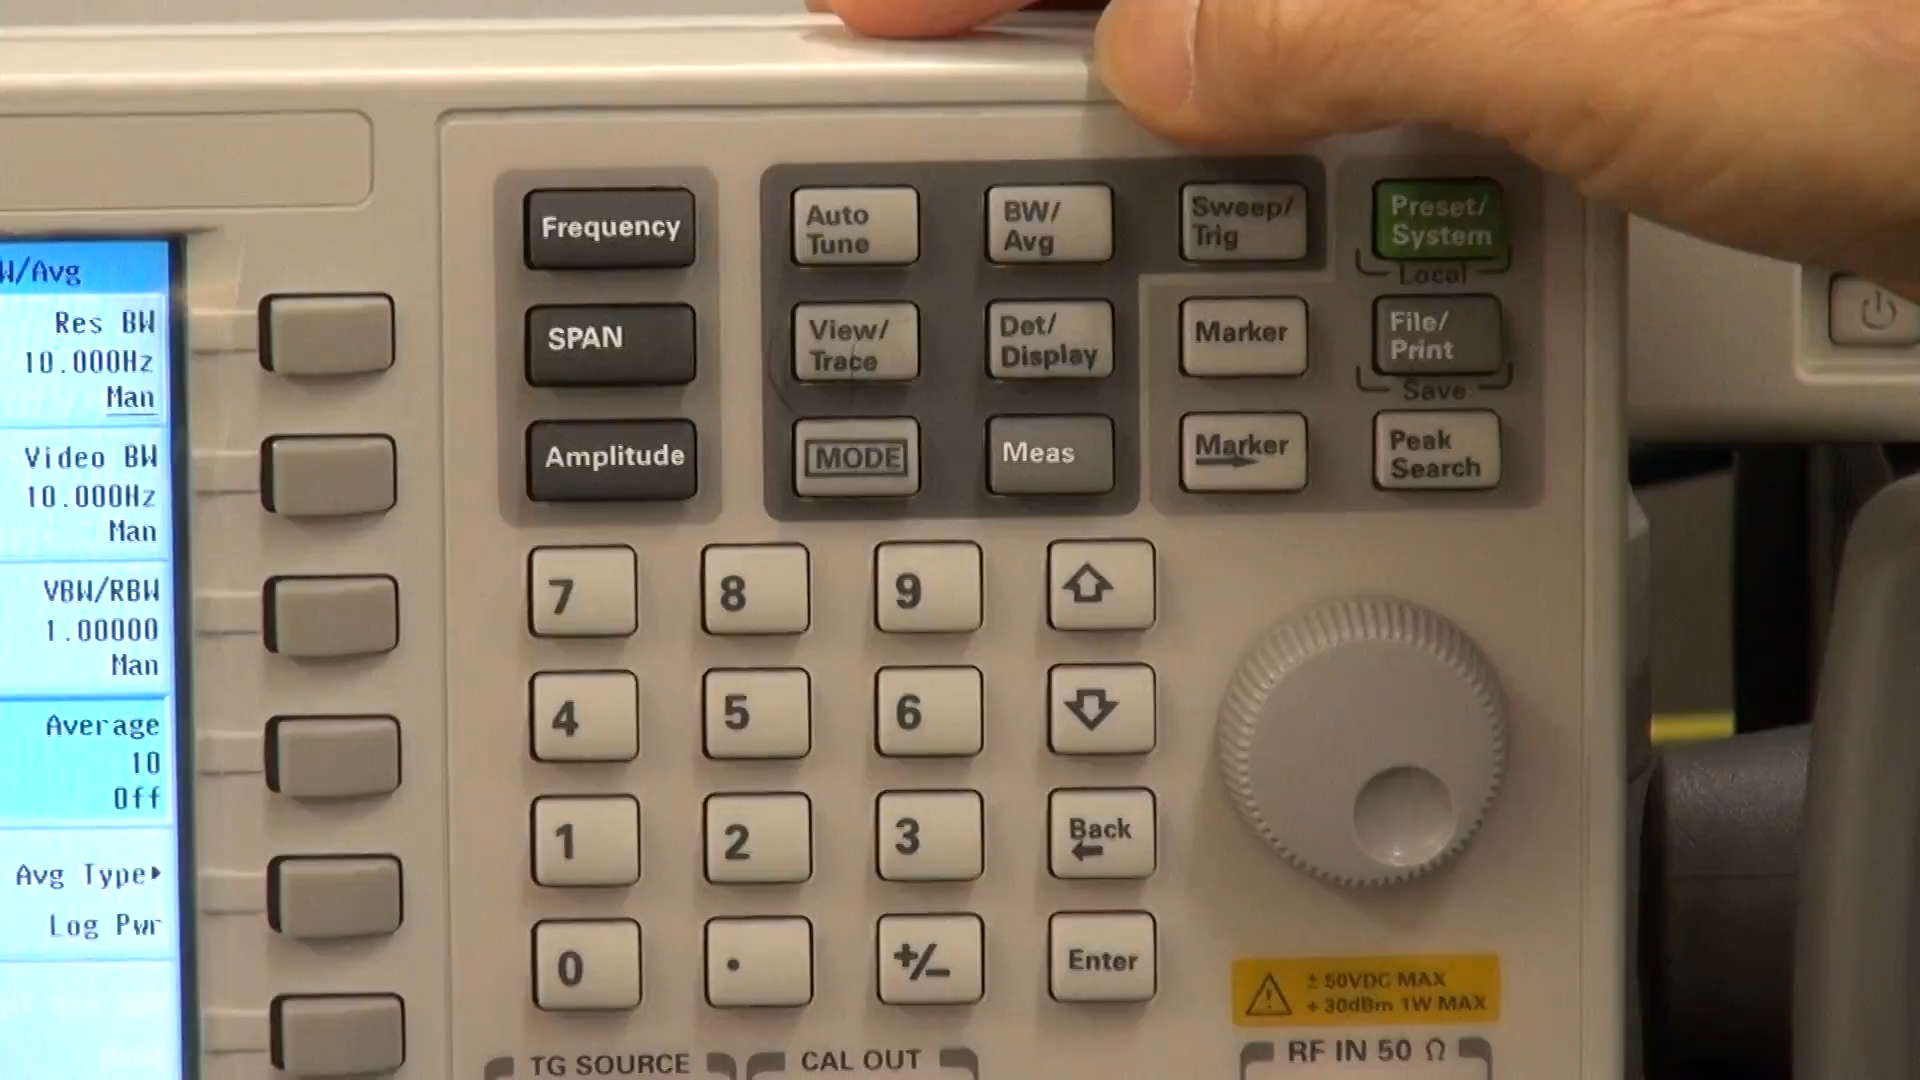 W/Avg
Res BW
10.000Hz
Man
Video BW
10.000Hz
Man
VBW/RBW
1.00000
Man
Average
10
Off
Avg Type
Log Pwr
Frequency
SPAN
Amplitude
Auto
Tune
BW/
Avg
Sweep/
Trig
Preset/
System
Local
View/
Trace
Det/
Display
Marker
File/
Print
Save
MODE
Meas
Marker
Peak
Search
7
8
9
4
5
6
1
2
3
Back
0
.
+/−
Enter
± 50VDC MAX
+ 30dBm 1W MAX
TG SOURCE
CAL OUT
RF IN 50 Ω